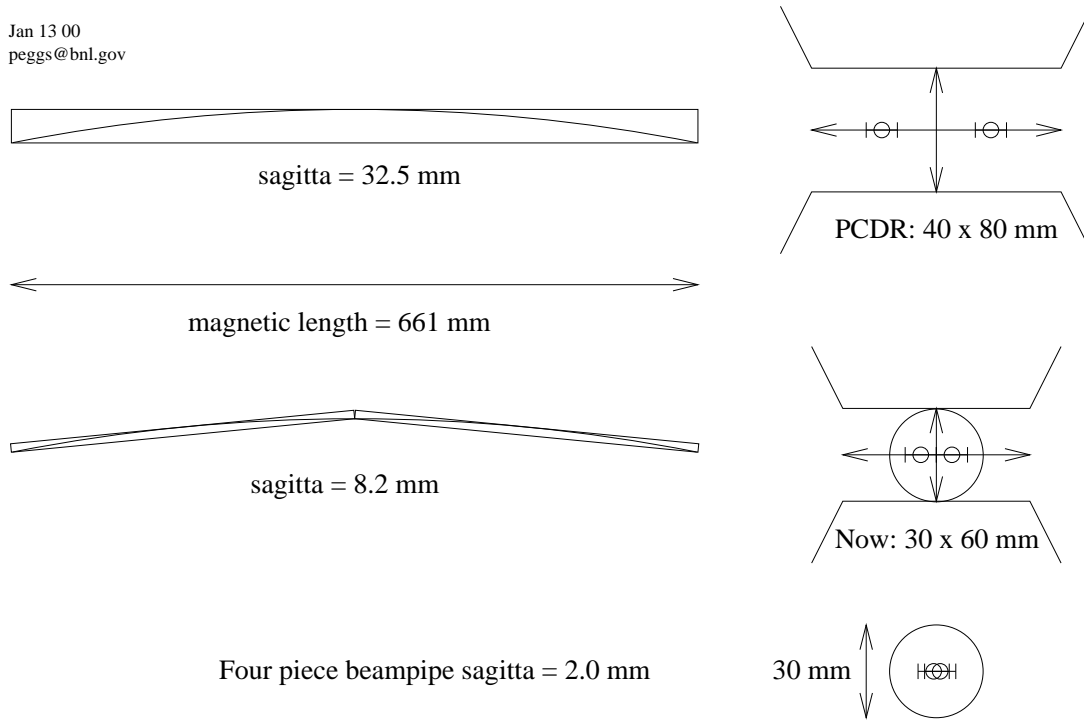 Jan 13 00
peggs@bnl.gov
sagitta = 32.5 mm
PCDR: 40 x 80 mm
magnetic length = 661 mm
sagitta = 8.2 mm
Now: 30 x 60 mm
Four piece beampipe sagitta = 2.0 mm
30 mm